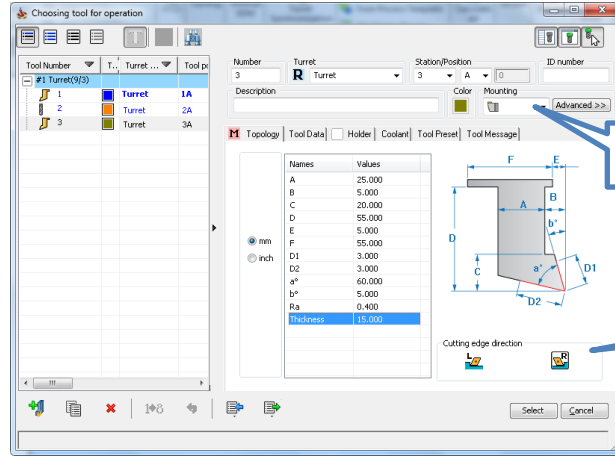 Choosing tool for operation
Number
Turret
Station/Position
ID number
3
R
Turret
3
A
0
Description
Color
Mounting
Advanced >>
Tool Number
T..
Turret ...
Tool po
#1 Turret(9/3)
1 Turret 1A
2 Turret 2A
3 Turret 3A
M Topology
Tool Data
Holder
Coolant
Tool Preset
Tool Message
mm
inch
Names Values
A 25.000
B 5.000
C 20.000
D 55.000
E 5.000
F 55.000
D1 3.000
D2 3.000
a° 60.000
b° 5.000
Ra 0.400
Thickness 15.000
F
E
A
B
b°
D
C
a°
D1
D2
Cutting edge direction
L
R
Select
Cancel